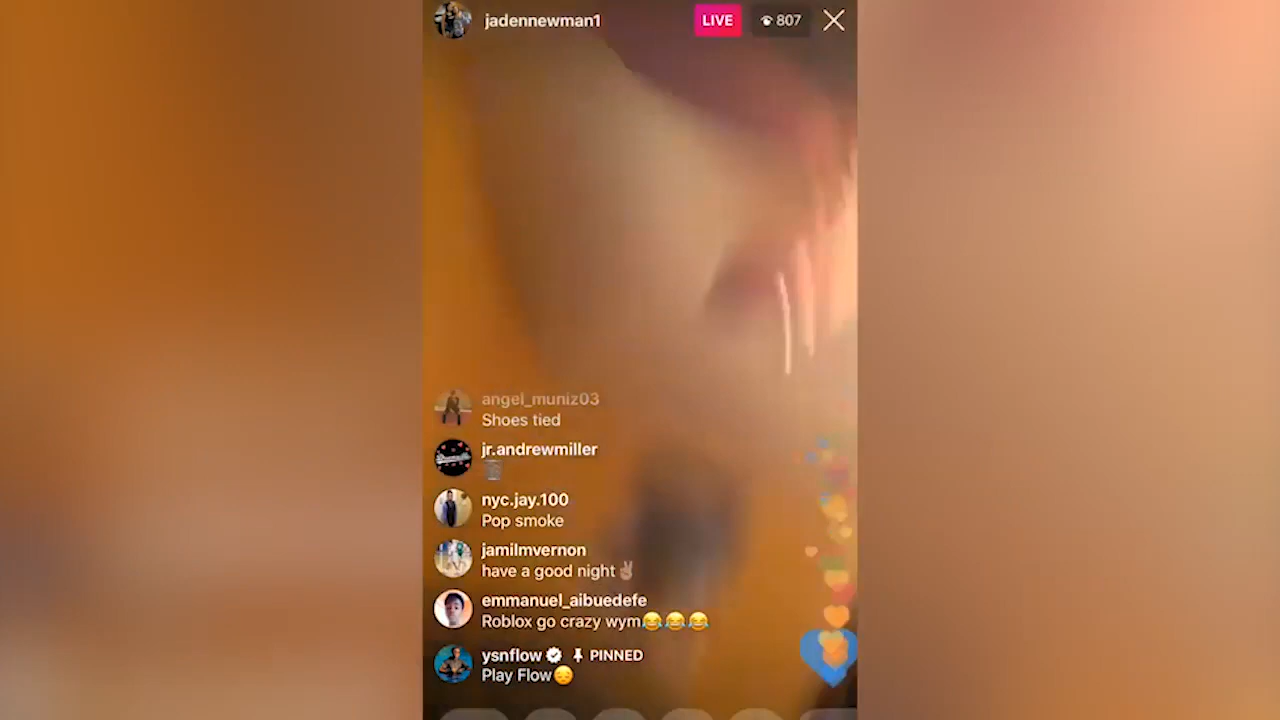 jadennewman1
LIVE
807
angel_muniz03
Shoes tied
jr.andrewmiller
🗑️
nyc.jay.100
Pop smoke
jamilmvernon
have a good night✌🏽
emmanuel_aibuedefe
Roblox go crazy wym😂😂😂
ysnflow PINNED
Play Flow😔